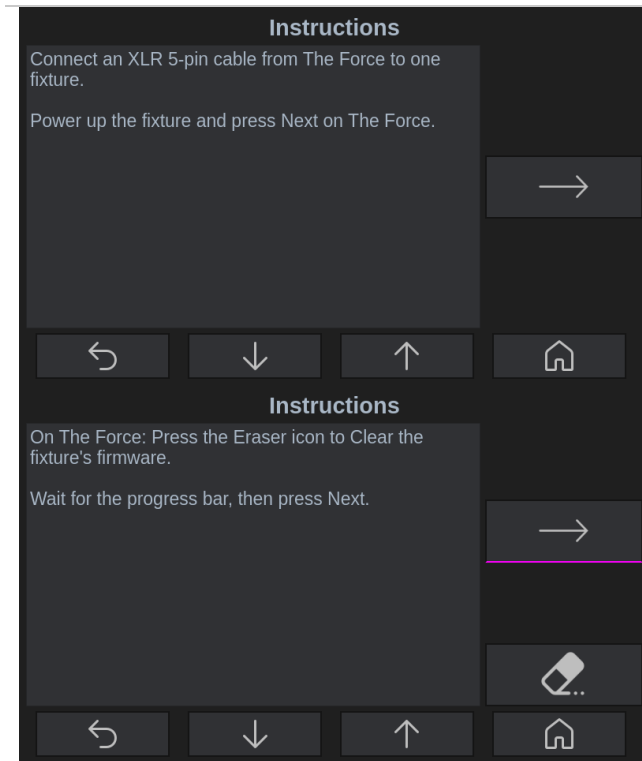 Instructions
Connect an XLR 5-pin cable from The Force to one
fixture.
Power up the fixture and press Next on The Force.
Instructions
On The Force: Press the Eraser icon to Clear the
fixture's firmware.
Wait for the progress bar, then press Next.